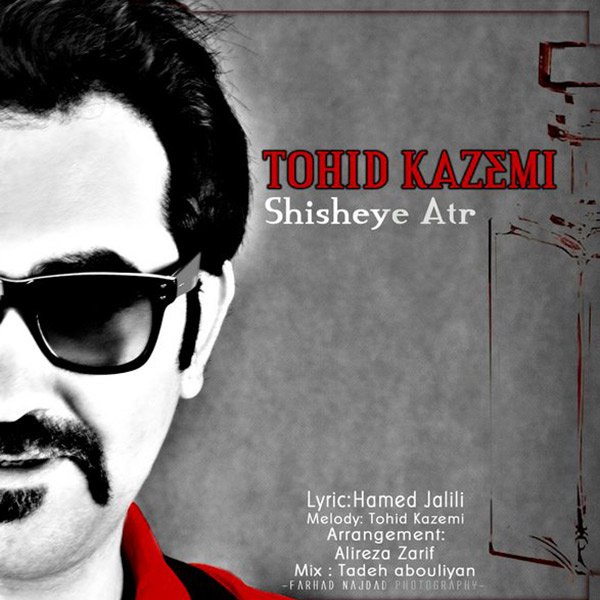 TOHID KAZEMI
Shisheye Atr
Lyric:Hamed Jalili
Melody: Tohid Kazemi
Arrangement:
Alireza Zarif
Mix : Tadeh abouliyan
-FARHAD NAJDAD PHOTOGRAPHY-